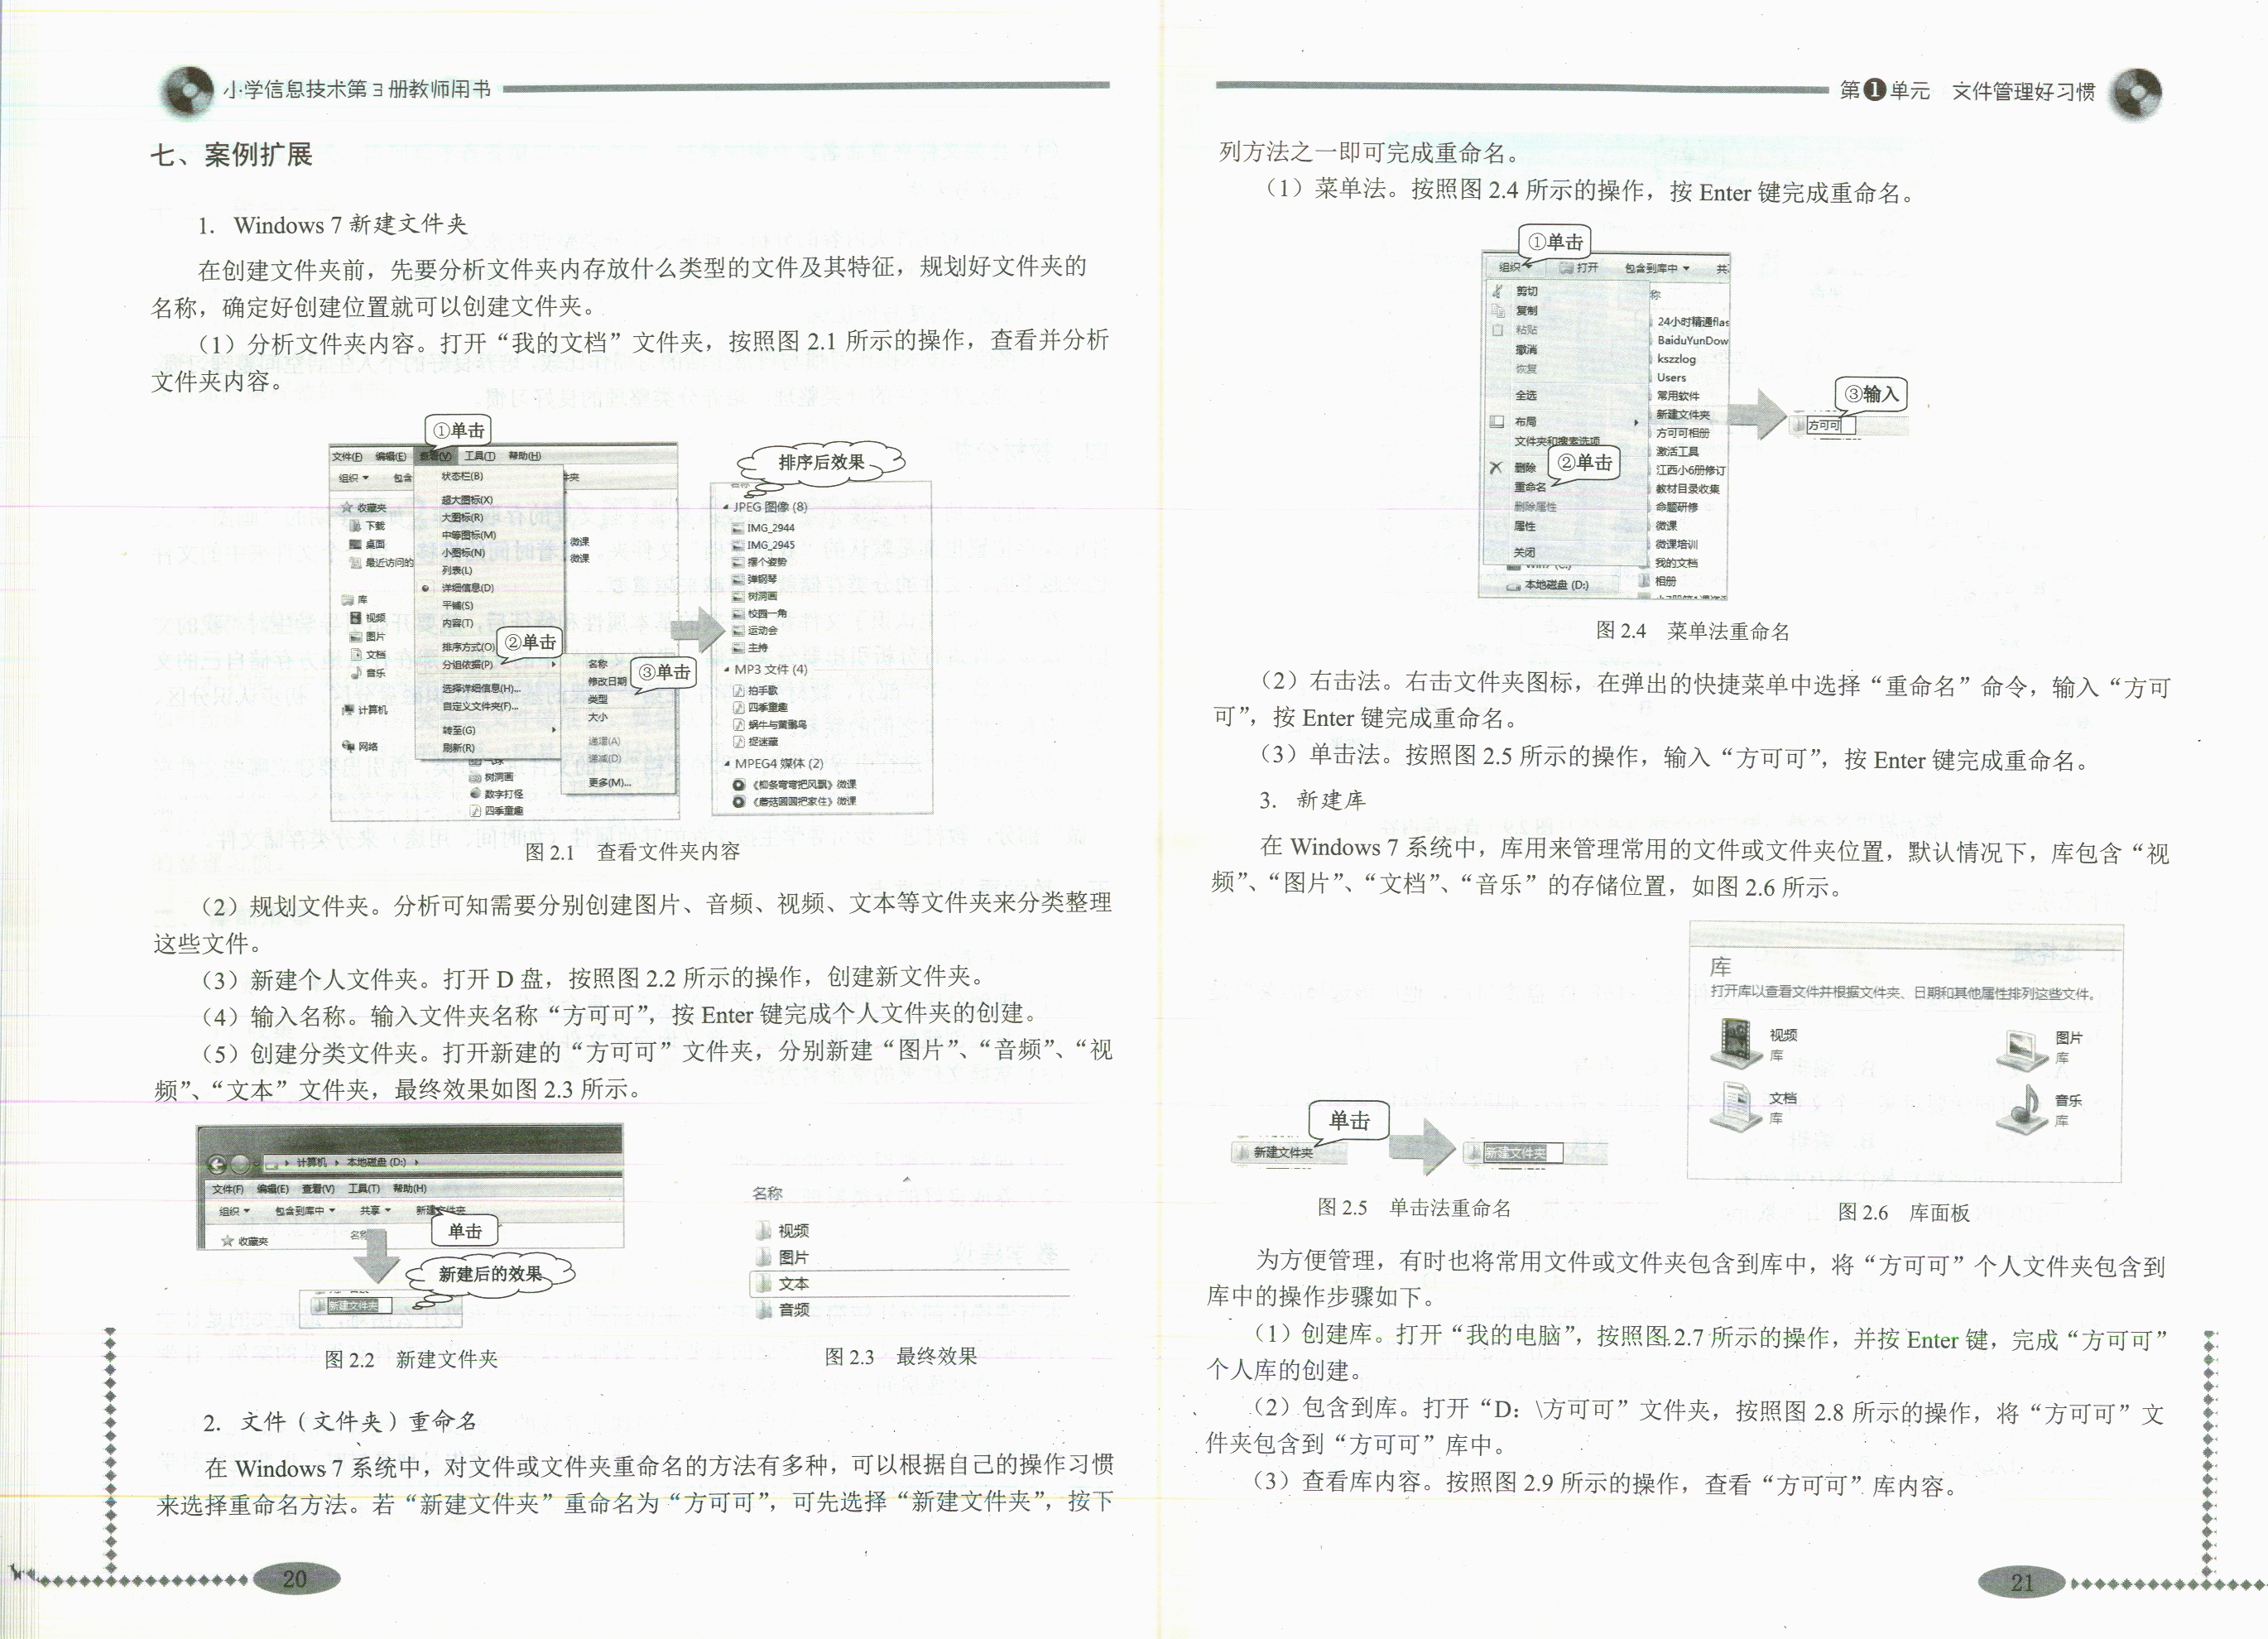 小学信息技术第3册教师用书
七、案例扩展
1. Windows 7 新建文件夹
在创建文件夹前，先要分析文件夹内存放什么类型的文件及其特征，规划好文件夹的
名称，确定好创建位置就可以创建文件夹。
（1）分析文件夹内容。打开“我的文档”文件夹，按照图 2.1 所示的操作，查看并分析
文件夹内容。
①单击
文件(F) 编辑(E) 查看(V) 工具(T) 帮助(H)
组织 包含
收藏夹
下载
桌面
最近访问的
库
视频
图片
文档
音乐
计算机
网络
状态栏(B)
超大图标(X)
大图标(R)
中等图标(M)
小图标(N)
列表(L)
详细信息(D)
平铺(S)
内容(T)
排序方式(O)
分组依据(P)
选择详细信息(H)...
自定义文件夹(F)...
转至(G)
刷新(R)
微课
微课
②单击
名称
修改日期
类型
大小
递增(A)
递减(D)
更多(M)...
③单击
树洞画
数字打怪
四季童趣
排序后效果
JPEG 图像 (8)
IMG_2944
IMG_2945
摆个姿势
弹钢琴
树洞画
校园一角
运动会
主持
MP3 文件 (4)
拍手歌
四季童趣
蜗牛与黄鹂鸟
捉迷藏
MPEG4 媒体 (2)
《柳条弯弯把风飘》微课
《蘑菇圆圆把家住》微课
图 2.1 查看文件夹内容
（2）规划文件夹。分析可知需要分别创建图片、音频、视频、文本等文件夹来分类整理
这些文件。
（3）新建个人文件夹。打开 D 盘，按照图 2.2 所示的操作，创建新文件夹。
（4）输入名称。输入文件夹名称“方可可”，按 Enter 键完成个人文件夹的创建。
（5）创建分类文件夹。打开新建的“方可可”文件夹，分别新建“图片”、“音频”、“视
频”、“文本”文件夹，最终效果如图 2.3 所示。
计算机 本地磁盘 (D:)
文件(F) 编辑(E) 查看(V) 工具(T) 帮助(H)
组织 包含到库中 共享 新建文件夹
收藏夹
单击
新建后的效果
新建文件夹
图 2.2 新建文件夹
名称
视频
图片
文本
音频
图 2.3 最终效果
2. 文件（文件夹）重命名
在 Windows 7 系统中，对文件或文件夹重命名的方法有多种，可以根据自己的操作习惯
来选择重命名方法。若“新建文件夹”重命名为“方可可”，可先选择“新建文件夹”，按下
20
第1单元 文件管理好习惯
列方法之一即可完成重命名。
（1）菜单法。按照图 2.4 所示的操作，按 Enter 键完成重命名。
①单击
组织 打开 包含到库中 共
剪切
复制
粘贴
撤消
恢复
全选
布局
文件夹和搜索选项
删除
重命名
删除属性
属性
关闭
②单击
本地磁盘 (D:)
称
24小时精通flas
BaiduYunDow
kszzlog
Users
常用软件
新建文件夹
方可可相册
激活工具
江西小6册修订
教材目录收集
命题研修
微课
微课培训
我的文档
相册
③输入
方可可
图 2.4 菜单法重命名
（2）右击法。右击文件夹图标，在弹出的快捷菜单中选择“重命名”命令，输入“方可
可”，按 Enter 键完成重命名。
（3）单击法。按照图 2.5 所示的操作，输入“方可可”，按 Enter 键完成重命名。
3. 新建库
在 Windows 7 系统中，库用来管理常用的文件或文件夹位置，默认情况下，库包含“视
频”、“图片”、“文档”、“音乐”的存储位置，如图 2.6 所示。
单击
新建文件夹
新建文件夹
图 2.5 单击法重命名
库
打开库以查看文件并根据文件夹、日期和其他属性排列这些文件。
视频
库
图片
库
文档
库
音乐
库
图 2.6 库面板
为方便管理，有时也将常用文件或文件夹包含到库中，将“方可可”个人文件夹包含到
库中的操作步骤如下。
（1）创建库。打开“我的电脑”，按照图 2.7 所示的操作，并按 Enter 键，完成“方可可”
个人库的创建。
（2）包含到库。打开“D：\方可可”文件夹，按照图 2.8 所示的操作，将“方可可”文
件夹包含到“方可可”库中。
（3）查看库内容。按照图 2.9 所示的操作，查看“方可可”库内容。
21